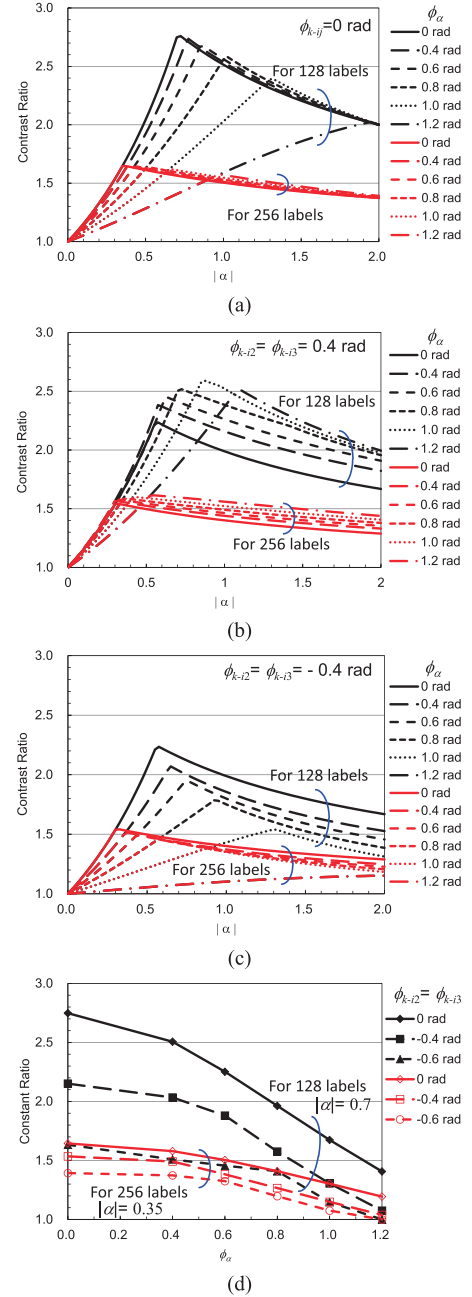 ϕk-ij=0 rad
ϕα
3.0
2.5
2.0
1.5
1.0
Contrast Ratio
For 128 labels
For 256 labels
0 rad
0.4 rad
0.6 rad
0.8 rad
1.0 rad
1.2 rad
0 rad
0.4 rad
0.6 rad
0.8 rad
1.0 rad
1.2 rad
0.0 0.5 1.0 1.5 2.0
| α |
(a)
ϕk-i2= ϕk-i3= 0.4 rad
ϕα
3.0
2.5
2.0
1.5
1.0
Contrast Ratio
For 128 labels
For 256 labels
0 rad
0.4 rad
0.6 rad
0.8 rad
1.0 rad
1.2 rad
0 rad
0.4 rad
0.6 rad
0.8 rad
1.0 rad
1.2 rad
0 0.5 1 1.5 2
| α |
(b)
ϕk-i2= ϕk-i3= - 0.4 rad
ϕα
3.0
2.5
2.0
1.5
1.0
Contrast Ratio
For 128 labels
For 256 labels
0 rad
0.4 rad
0.6 rad
0.8 rad
1.0 rad
1.2 rad
0 rad
0.4 rad
0.6 rad
0.8 rad
1.0 rad
1.2 rad
0.0 0.5 1.0 1.5 2.0
| α |
(c)
ϕk-i2= ϕk-i3
3.0
2.5
2.0
1.5
1.0
Constant Ratio
For 128 labels
|α|= 0.7
For 256 labels
|α|= 0.35
0 rad
-0.4 rad
-0.6 rad
0 rad
-0.4 rad
-0.6 rad
0.0 0.2 0.4 0.6 0.8 1.0 1.2
ϕα
(d)